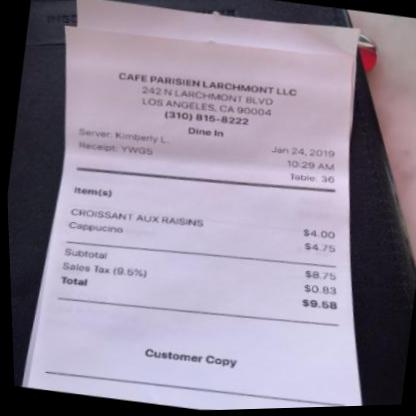 CAFE PARISIEN LARCHMONT LLC
242 N LARCHMONT BLVD
LOS ANGELES, CA 90004
(310) 815-8222
Dine In
Server: Kimberly L. Jan 24, 2019
Receipt: YWG5 10:29 AM
Table: 36
Item(s)
CROISSANT AUX RAISINS $4.00
Cappucino $4.75
Subtotal $8.75
Sales Tax (9.5%) $0.83
Total $9.58
Customer Copy